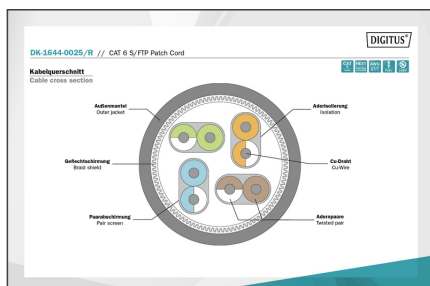 DIGITUS®
DK-1644-0025/R // CAT 6 S/FTP Patch Cord
Kabelquerschnitt
Cable cross section
Außenmantel
Outer jacket
Aderisolierung
Isolation
Geflechtschirmung
Braid shield
Cu-Draht
Cu-Wire
Paarabschirmung
Pair screen
Adernpaare
Twisted pair